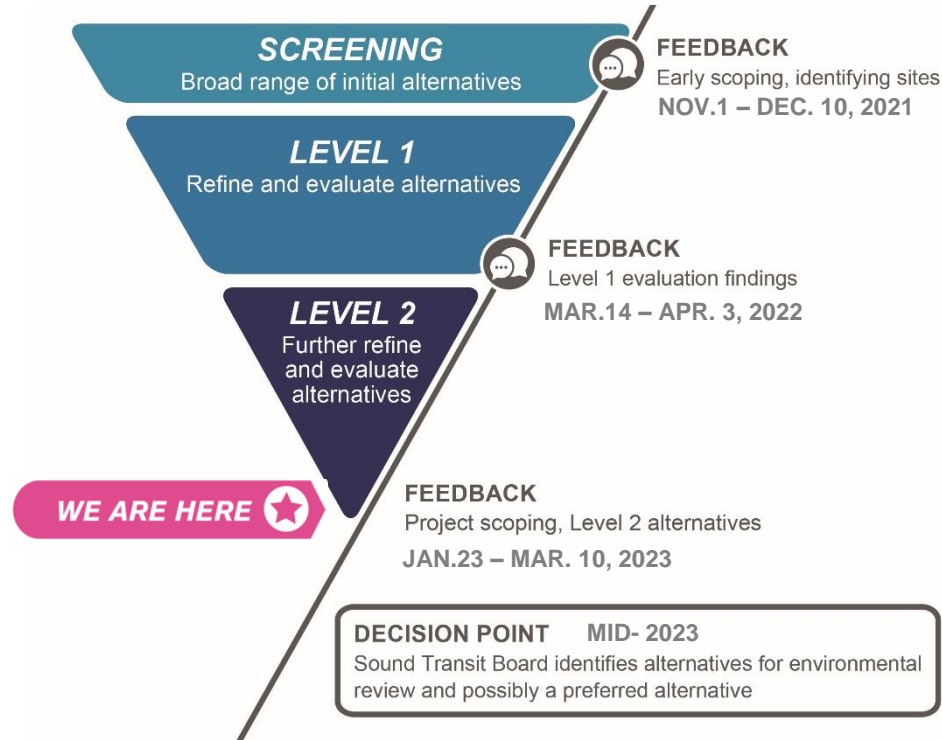 SCREENING
Broad range of initial alternatives
FEEDBACK
Early scoping, identifying sites
NOV.1 – DEC. 10, 2021
LEVEL 1
Refine and evaluate alternatives
FEEDBACK
Level 1 evaluation findings
MAR.14 – APR. 3, 2022
LEVEL 2
Further refine
and evaluate
alternatives
WE ARE HERE
FEEDBACK
Project scoping, Level 2 alternatives
JAN.23 – MAR. 10, 2023
DECISION POINT MID- 2023
Sound Transit Board identifies alternatives for environmental
review and possibly a preferred alternative